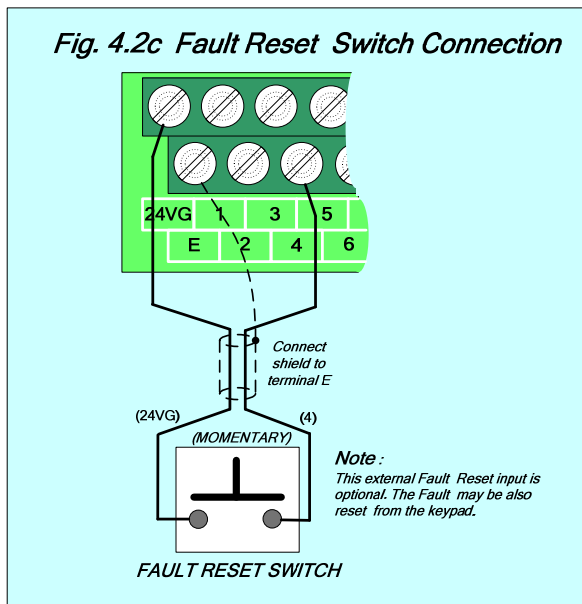 Fig. 4.2c Fault Reset Switch Connection
24VG 1 3 5
E 2 4 6
Connect
shield to
terminal E
(24VG)
(4)
(MOMENTARY)
Note :
This external Fault Reset input is
optional. The Fault may be also
reset from the keypad.
FAULT RESET SWITCH